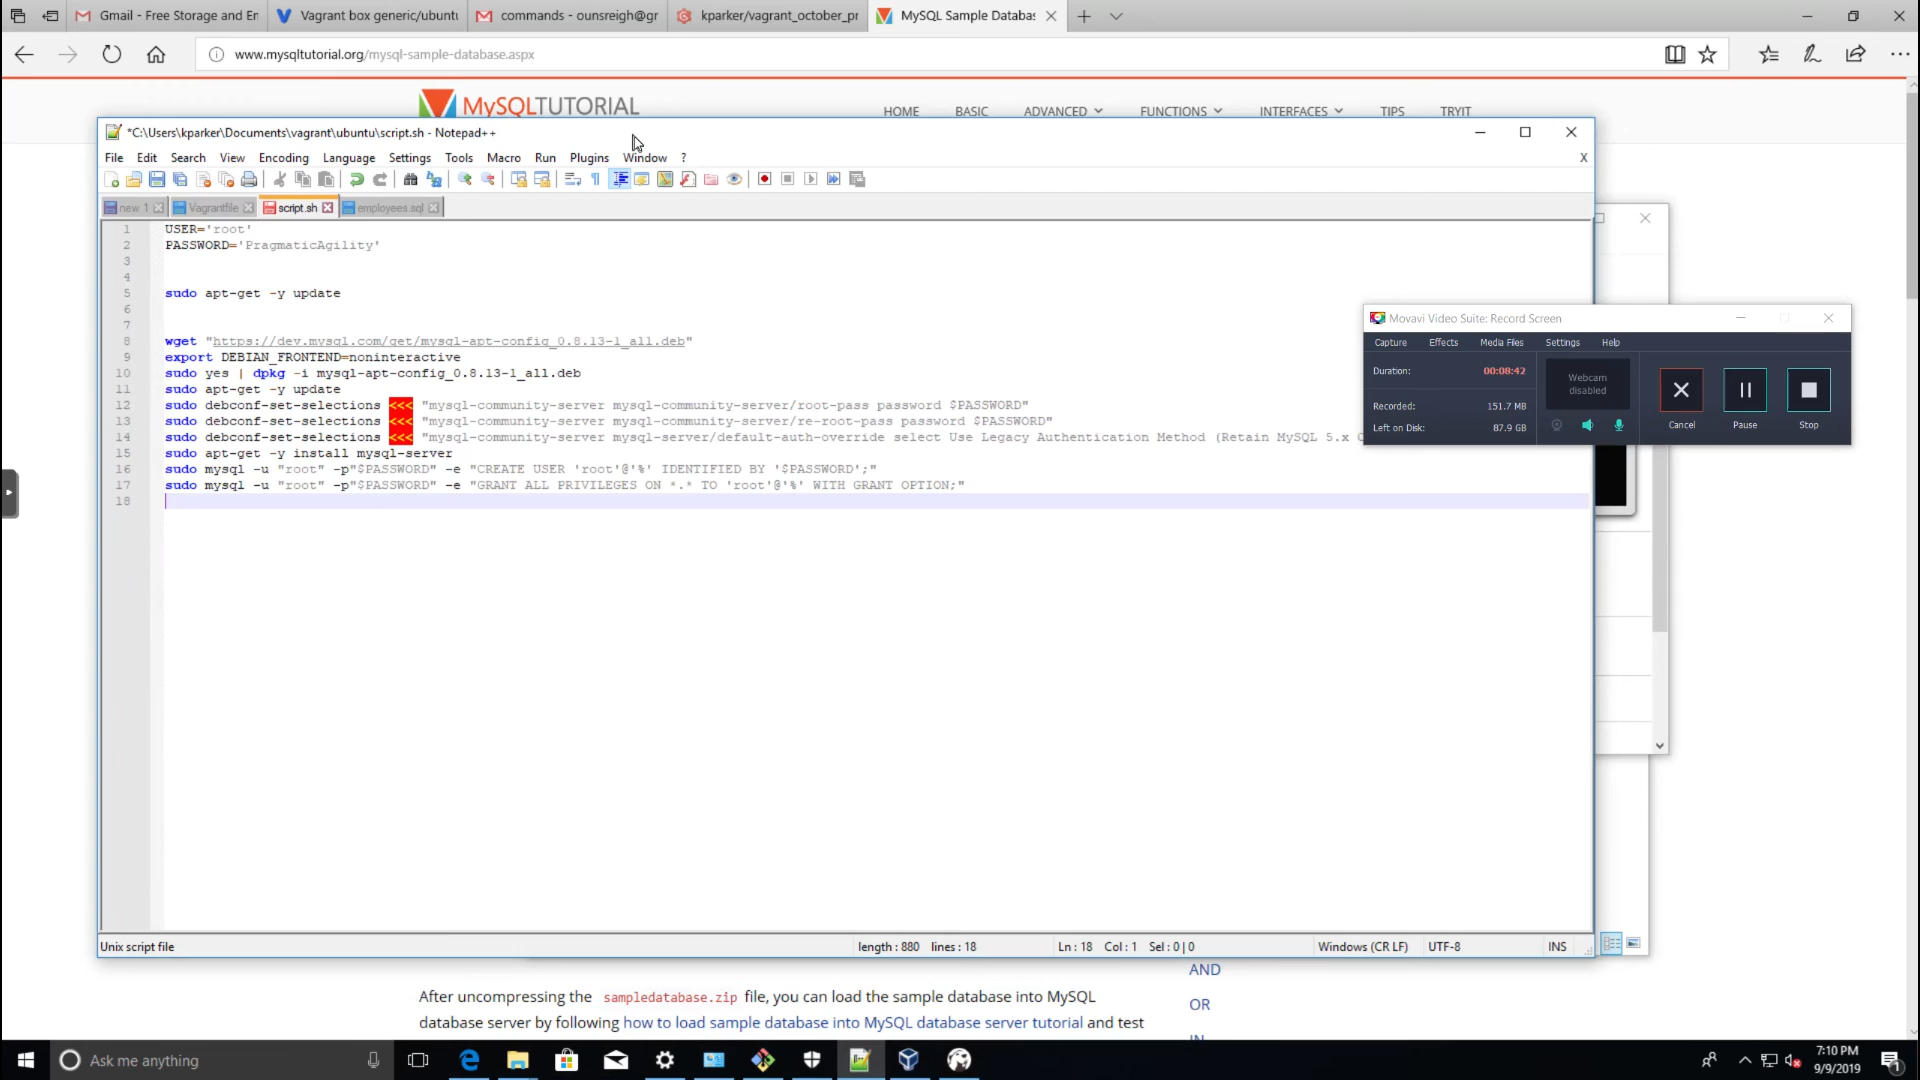 Gmail - Free Storage and Er
Vagrant box generic/ubuntu
commands - ounsreigh@gr
kparker/vagrant_october_pr
MySQL Sample Databas
www.mysqltutorial.org/mysql-sample-database.aspx
MySQLTUTORIAL
HOME BASIC ADVANCED FUNCTIONS INTERFACES TIPS TRYIT
*C:\Users\kparker\Documents\vagrant\ubuntu\script.sh - Notepad++
File Edit Search View Encoding Language Settings Tools Macro Run Plugins Window ? X
new 1 Vagrantfile script.sh employees.sql
1 USER='root'
2 PASSWORD='PragmaticAgility'
3
4
5 sudo apt-get -y update
6
7
8 wget "https://dev.mysql.com/get/mysql-apt-config_0.8.13-1_all.deb"
9 export DEBIAN_FRONTEND=noninteractive
10 sudo yes | dpkg -i mysql-apt-config_0.8.13-1_all.deb
11 sudo apt-get -y update
12 sudo debconf-set-selections <<< "mysql-community-server mysql-community-server/root-pass password $PASSWORD"
13 sudo debconf-set-selections <<< "mysql-community-server mysql-community-server/re-root-pass password $PASSWORD"
14 sudo debconf-set-selections <<< "mysql-community-server mysql-server/default-auth-override select Use Legacy Authentication Method (Retain MySQL 5.x
15 sudo apt-get -y install mysql-server
16 sudo mysql -u "root" -p"$PASSWORD" -e "CREATE USER 'root'@'%' IDENTIFIED BY '$PASSWORD';"
17 sudo mysql -u "root" -p"$PASSWORD" -e "GRANT ALL PRIVILEGES ON *.* TO 'root'@'%' WITH GRANT OPTION;"
18
Movavi Video Suite: Record Screen
Capture Effects Media Files Settings Help
Duration: 00:08:42
Webcam disabled
Recorded: 151.7 MB
Left on Disk: 87.9 GB
Cancel Pause Stop
Unix script file length : 880 lines : 18 Ln : 18 Col : 1 Sel : 0 | 0 Windows (CR LF) UTF-8 INS
AND
After uncompressing the sampledatabase.zip file, you can load the sample database into MySQL
OR
database server by following how to load sample database into MySQL database server tutorial and test
IN
Ask me anything
7:10 PM
9/9/2019
1